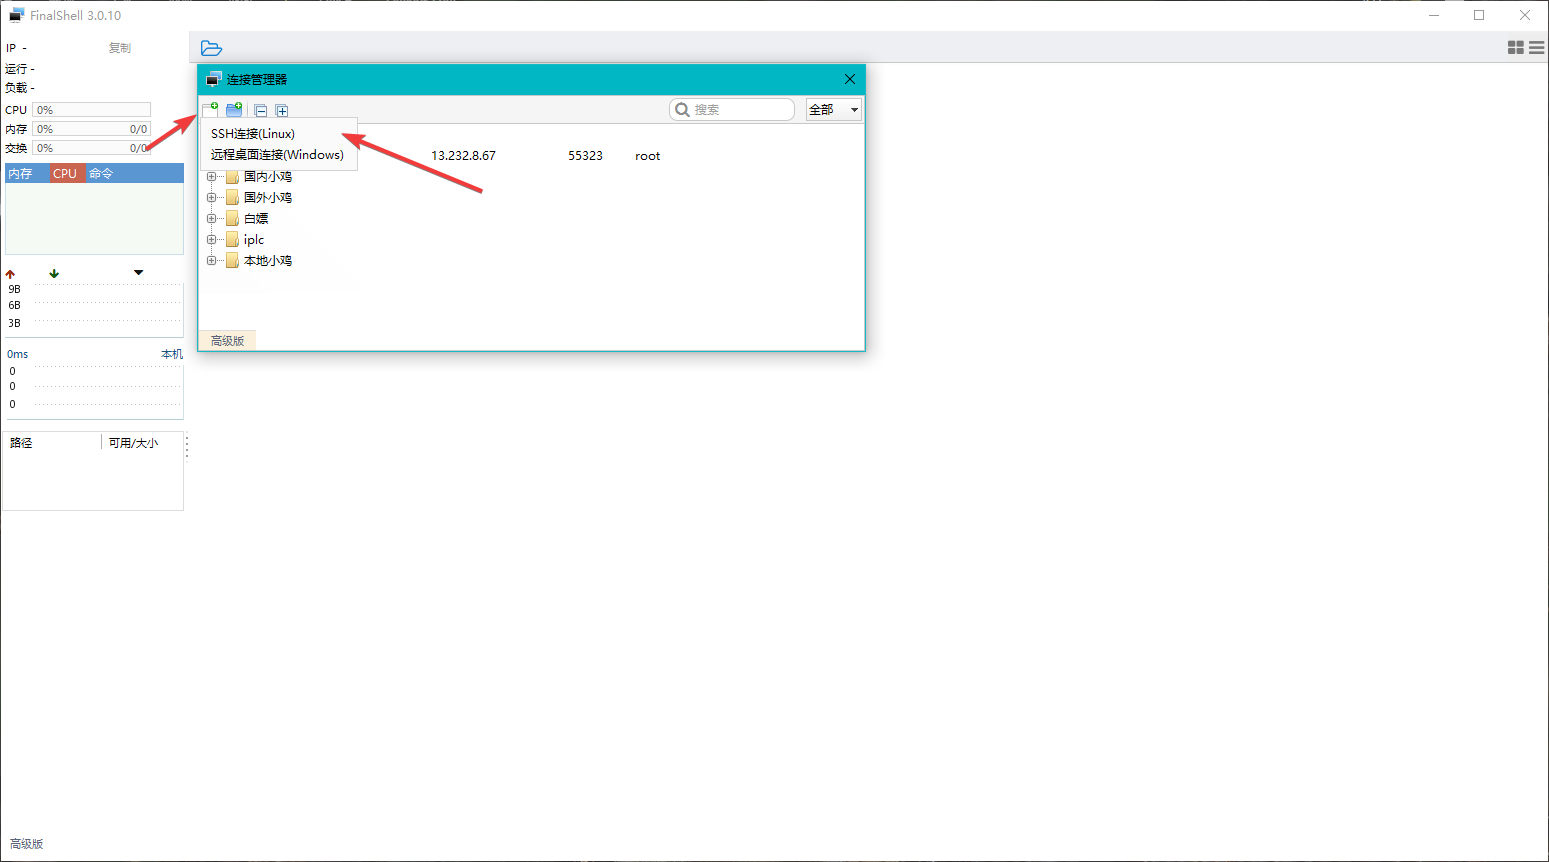 FinalShell 3.0.10
IP -
复制
运行 -
负载 -
CPU 0%
内存 0% 0/0
交换 0% 0/0
内存 CPU 命令
9B
6B
3B
0ms 本机
0
0
0
路径 可用/大小
高级版
连接管理器
搜索
全部
SSH连接(Linux)
远程桌面连接(Windows)
13.232.8.67 55323 root
国内小鸡
国外小鸡
白嫖
iplc
本地小鸡
高级版